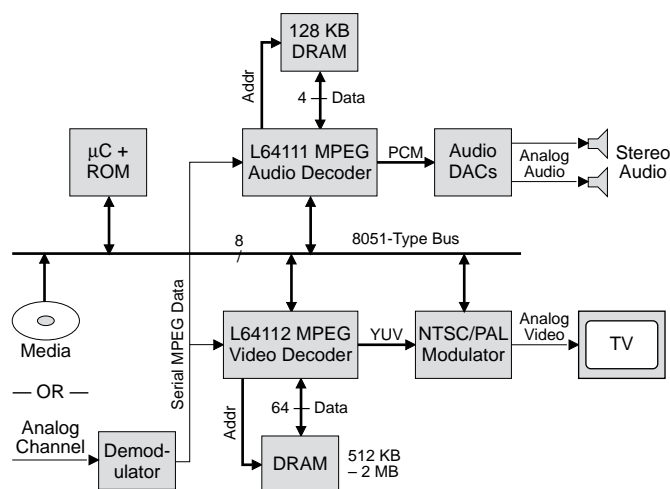 128 KB
DRAM
Addr
4
Data
μC +
ROM
L64111 MPEG
Audio Decoder
PCM
Audio
DACs
Analog
Audio
Stereo
Audio
8
8051-Type Bus
Serial MPEG Data
Media
L64112 MPEG
Video Decoder
YUV
NTSC/PAL
Modulator
Analog
Video
TV
— OR —
Analog
Channel
Demod-
ulator
Addr
64
Data
DRAM
512 KB
– 2 MB